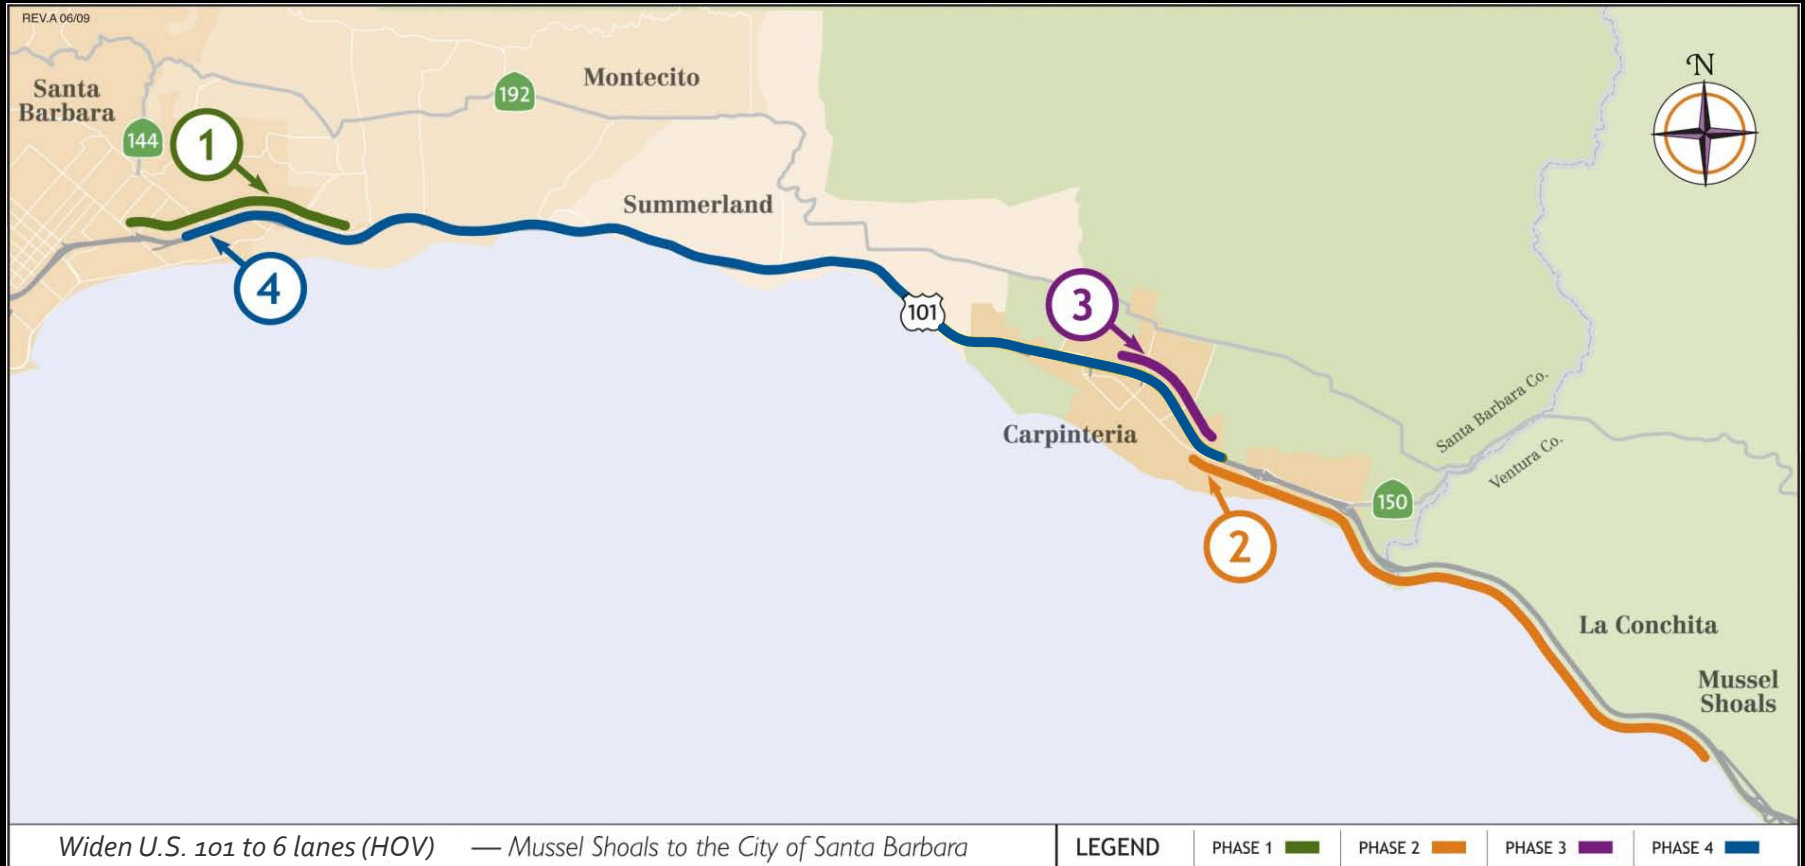 REV.A 06/09
N
Santa
Barbara
Montecito
192
144
1
Summerland
4
3
101
Carpinteria
Santa Barbara Co.
Ventura Co.
150
2
La Conchita
Mussel
Shoals
Widen U.S. 101 to 6 lanes (HOV) — Mussel Shoals to the City of Santa Barbara
LEGEND PHASE 1 PHASE 2 PHASE 3 PHASE 4